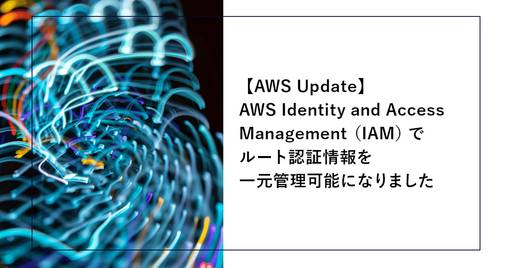 【AWS Update】
AWS Identity and Access
Management（IAM）で
ルート認証情報を
一元管理可能になりました